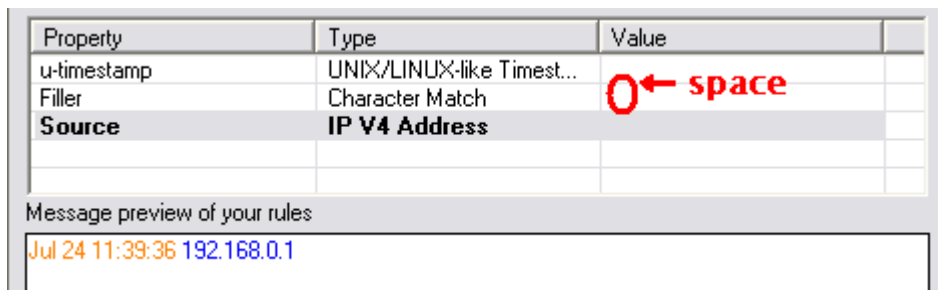 Property Type Value
u-timestamp UNIX/LINUX-like Timest...
Filler Character Match
← space
Source IP V4 Address
Message preview of your rules
Jul 24 11:39:36 192.168.0.1